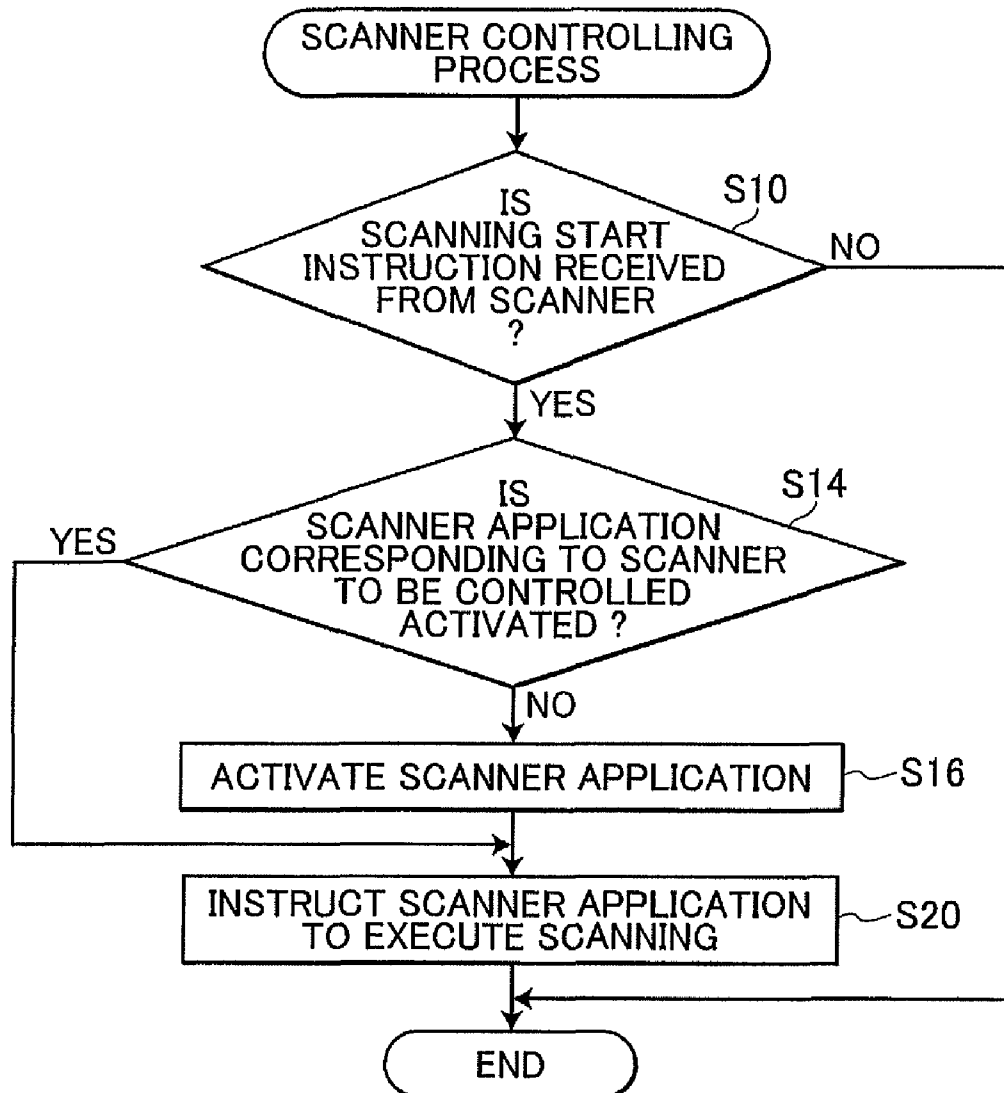 SCANNER CONTROLLING
PROCESS
S10
IS
SCANNING START
INSTRUCTION RECEIVED
FROM SCANNER
?
NO
YES
S14
IS
SCANNER APPLICATION
CORRESPONDING TO SCANNER
TO BE CONTROLLED
ACTIVATED ?
YES
NO
ACTIVATE SCANNER APPLICATION
S16
INSTRUCT SCANNER APPLICATION
TO EXECUTE SCANNING
S20
END